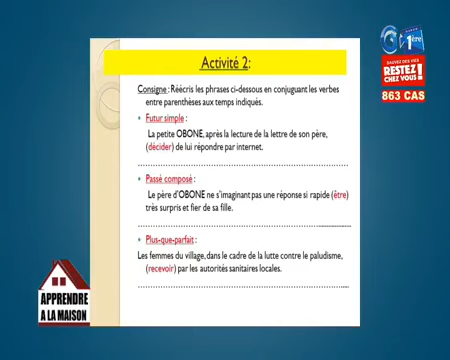 Activité 2:
Consigne : Réécris les phrases ci-dessous en conjuguant les verbes
entre parenthèses aux temps indiqués.
• Futur simple :
La petite OBONE, après la lecture de la lettre de son père,
(décider) de lui répondre par internet.
• Passé composé :
Le père d'OBONE ne s'imaginant pas une réponse si rapide (être)
très surpris et fier de sa fille.
• Plus-que-parfait :
Les femmes du village, dans le cadre de la lutte contre le paludisme,
(recevoir) par les autorités sanitaires locales.
1ère
SAUVEZ DES VIES
RESTEZ
CHEZ VOUS !
863 CAS
APPRENDRE
A LA MAISON